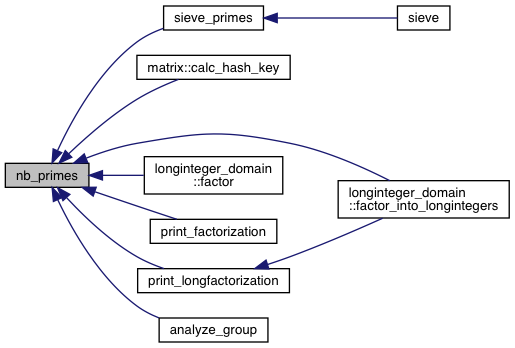 sieve_primes
sieve
matrix::calc_hash_key
nb_primes
longinteger_domain
::factor
longinteger_domain
::factor_into_longintegers
print_factorization
print_longfactorization
analyze_group